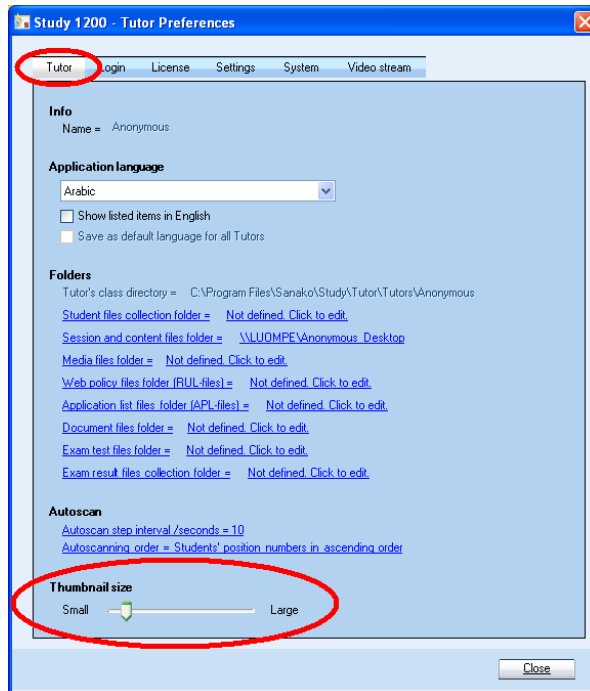 Study 1200 - Tutor Preferences
Tutor Login License Settings System Video stream
Info
Name = Anonymous
Application language
Arabic
Show listed items in English
Save as default language for all Tutors
Folders
Tutor's class directory = C:\Program Files\Sanako\Study\Tutor\Tutors\Anonymous
Student files collection folder = Not defined. Click to edit.
Session and content files folder = \\LUOMPE\Anonymous_Desktop
Media files folder = Not defined. Click to edit.
Web policy files folder (RUL-files) = Not defined. Click to edit.
Application list files folder (APL-files) = Not defined. Click to edit.
Document files folder = Not defined. Click to edit.
Exam test files folder = Not defined. Click to edit.
Exam result files collection folder = Not defined. Click to edit.
Autoscan
Autoscan step interval /seconds = 10
Autoscanning order = Students' position numbers in ascending order
Thumbnail size
Small Large
Close